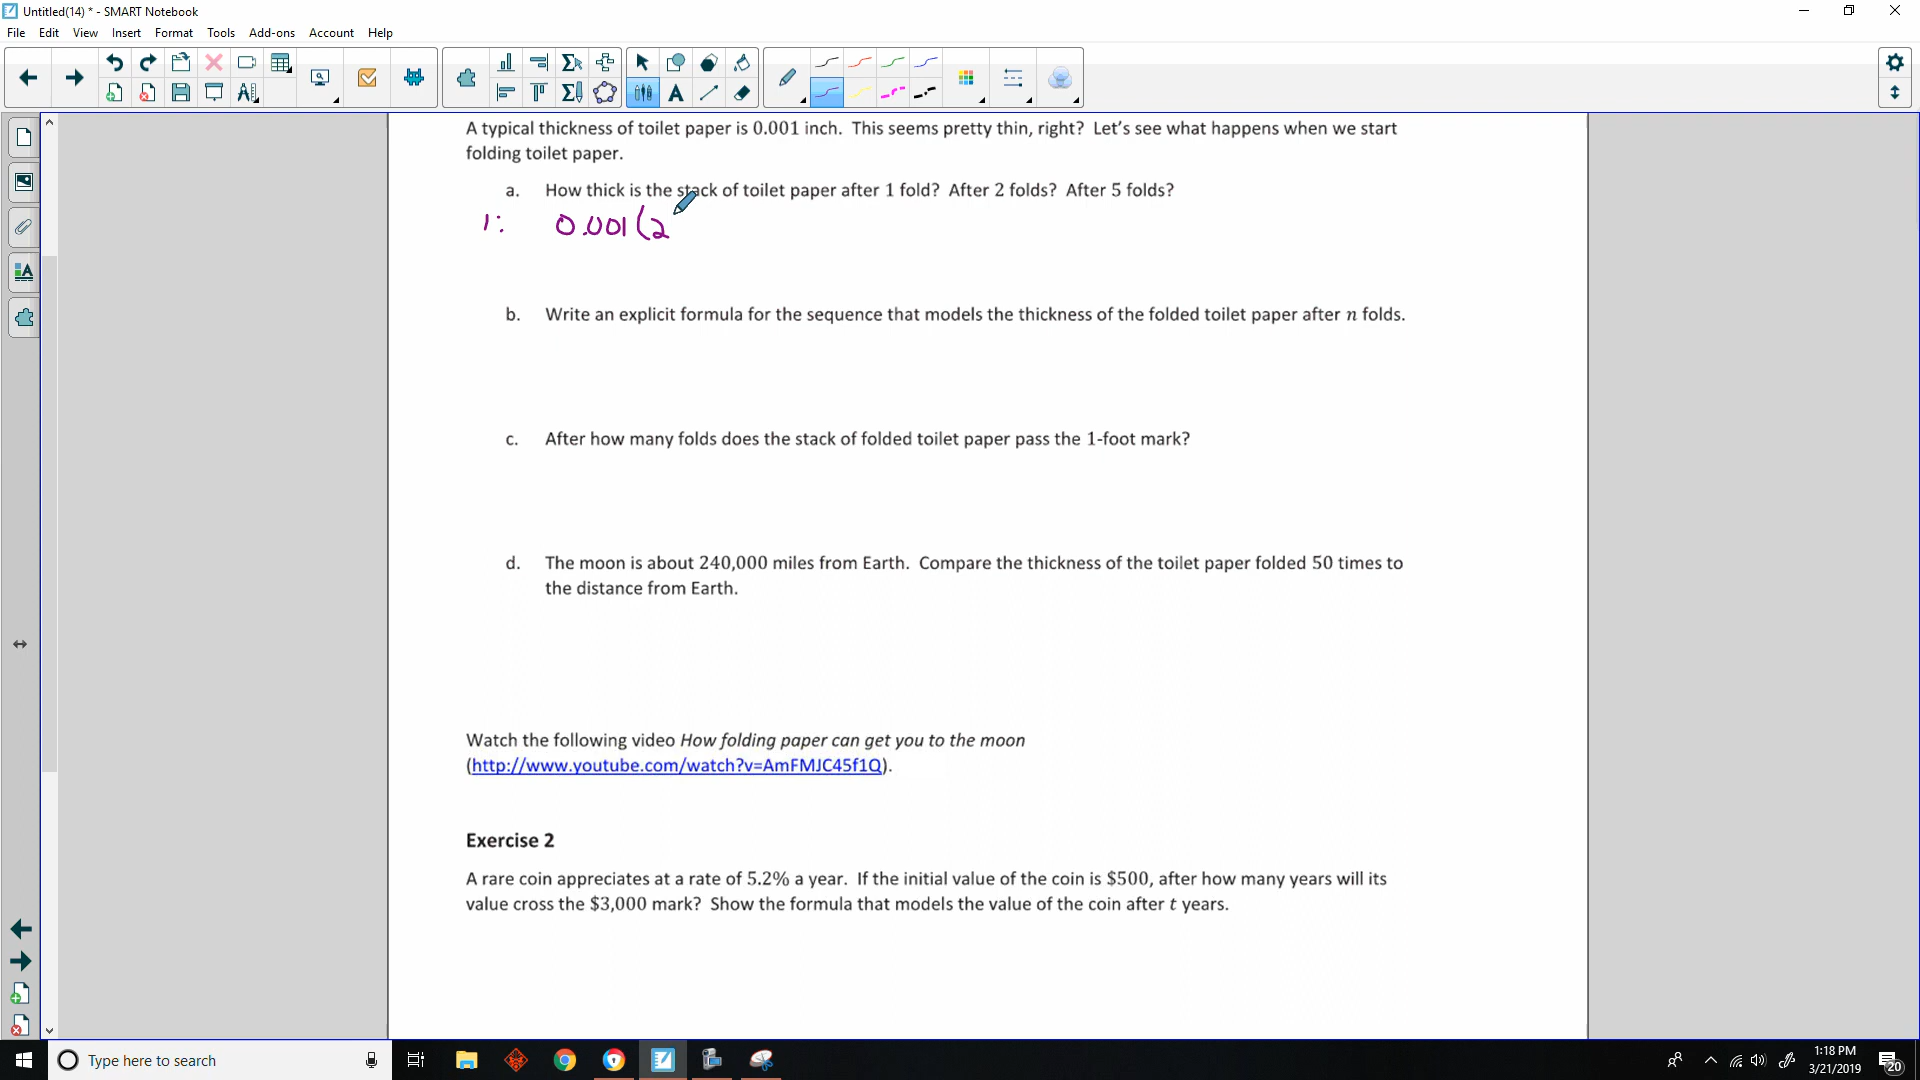 Untitled(14) * - SMART Notebook
File Edit View Insert Format Tools Add-ons Account Help
A typical thickness of toilet paper is 0.001 inch. This seems pretty thin, right? Let's see what happens when we start
folding toilet paper.
a. How thick is the stack of toilet paper after 1 fold? After 2 folds? After 5 folds?
1: 0.001(2
b. Write an explicit formula for the sequence that models the thickness of the folded toilet paper after n folds.
c. After how many folds does the stack of folded toilet paper pass the 1-foot mark?
d. The moon is about 240,000 miles from Earth. Compare the thickness of the toilet paper folded 50 times to
the distance from Earth.
Watch the following video How folding paper can get you to the moon
(http://www.youtube.com/watch?v=AmFMJC45f1Q).
Exercise 2
A rare coin appreciates at a rate of 5.2% a year. If the initial value of the coin is $500, after how many years will its
value cross the $3,000 mark? Show the formula that models the value of the coin after t years.
Type here to search
1:18 PM
3/21/2019
20